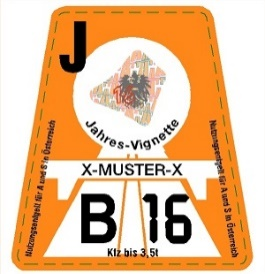 J
Jahres-Vignette
X-MUSTER-X
B 16
Kfz bis 3,5t
Nutzungsentgelt für A und S in Österreich
Nutzungsentgelt für A und S in Österreich